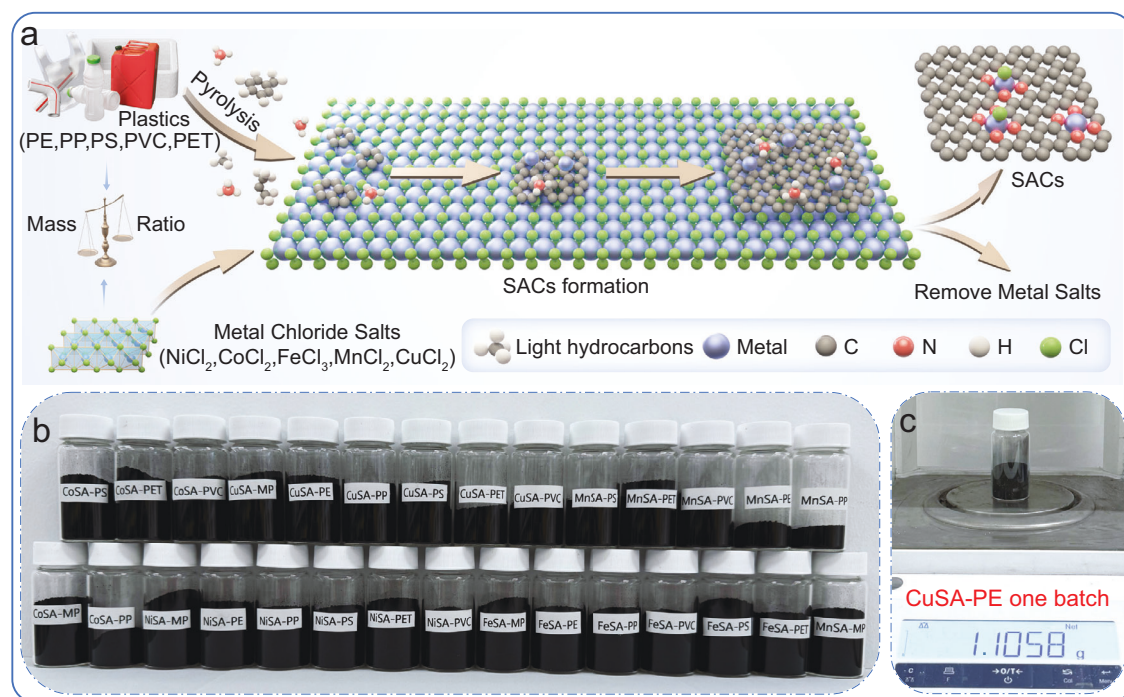 a
Plastics
(PE,PP,PS,PVC,PET)
Pyrolysis
Mass
Ratio
Metal Chloride Salts
(NiCl₂,CoCl₂,FeCl₃,MnCl₂,CuCl₂)
SACs formation
SACs
Remove Metal Salts
Light hydrocarbons
Metal
C
N
H
Cl
b
CoSA-PS
CoSA-PET
CoSA-PVC
CuSA-MP
CuSA-PE
CuSA-PP
CuSA-PS
CuSA-PET
CuSA-PVC
MnSA-PS
MnSA-PET
MnSA-PVC
MnSA-PE
MnSA-PP
CoSA-MP
CoSA-PP
NiSA-MP
NiSA-PE
NiSA-PP
NiSA-PS
NiSA-PET
NiSA-PVC
FeSA-MP
FeSA-PE
FeSA-PP
FeSA-PVC
FeSA-PS
FeSA-PET
MnSA-MP
c
CuSA-PE one batch
Net
1.1058 g
→0/T←
Cal
Menu